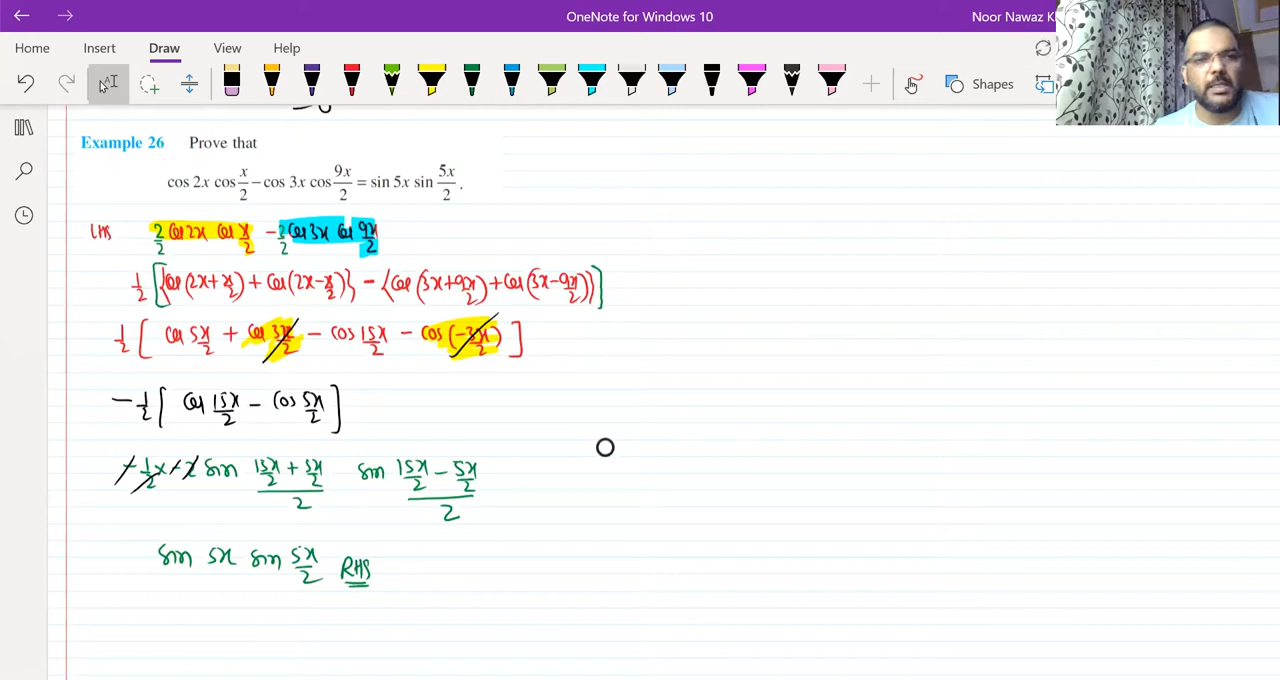 OneNote for Windows 10
Noor Nawaz K
Home Insert Draw View Help
Shapes
Example 26 Prove that
cos 2x cos x/2 − cos 3x cos 9x/2 = sin 5x sin 5x/2 .
LHS 2/2 Cos 2x Cos x/2 − 2/2 Cos 3x Cos 9x/2
1/2 [ {Cos (2x + x/2) + Cos (2x − x/2)} − {Cos (3x + 9x/2) + Cos (3x − 9x/2)} ]
1/2 [ Cos 5x/2 + Cos 3x/2 − cos 15x/2 − cos (−3x/2) ]
− 1/2 [ Cos 15x/2 − Cos 5x/2 ]
− 1/2 x − 2 Sin (15x/2 + 5x/2)/2 Sin (15x/2 − 5x/2)/2
Sin 5x Sin 5x/2 RHS